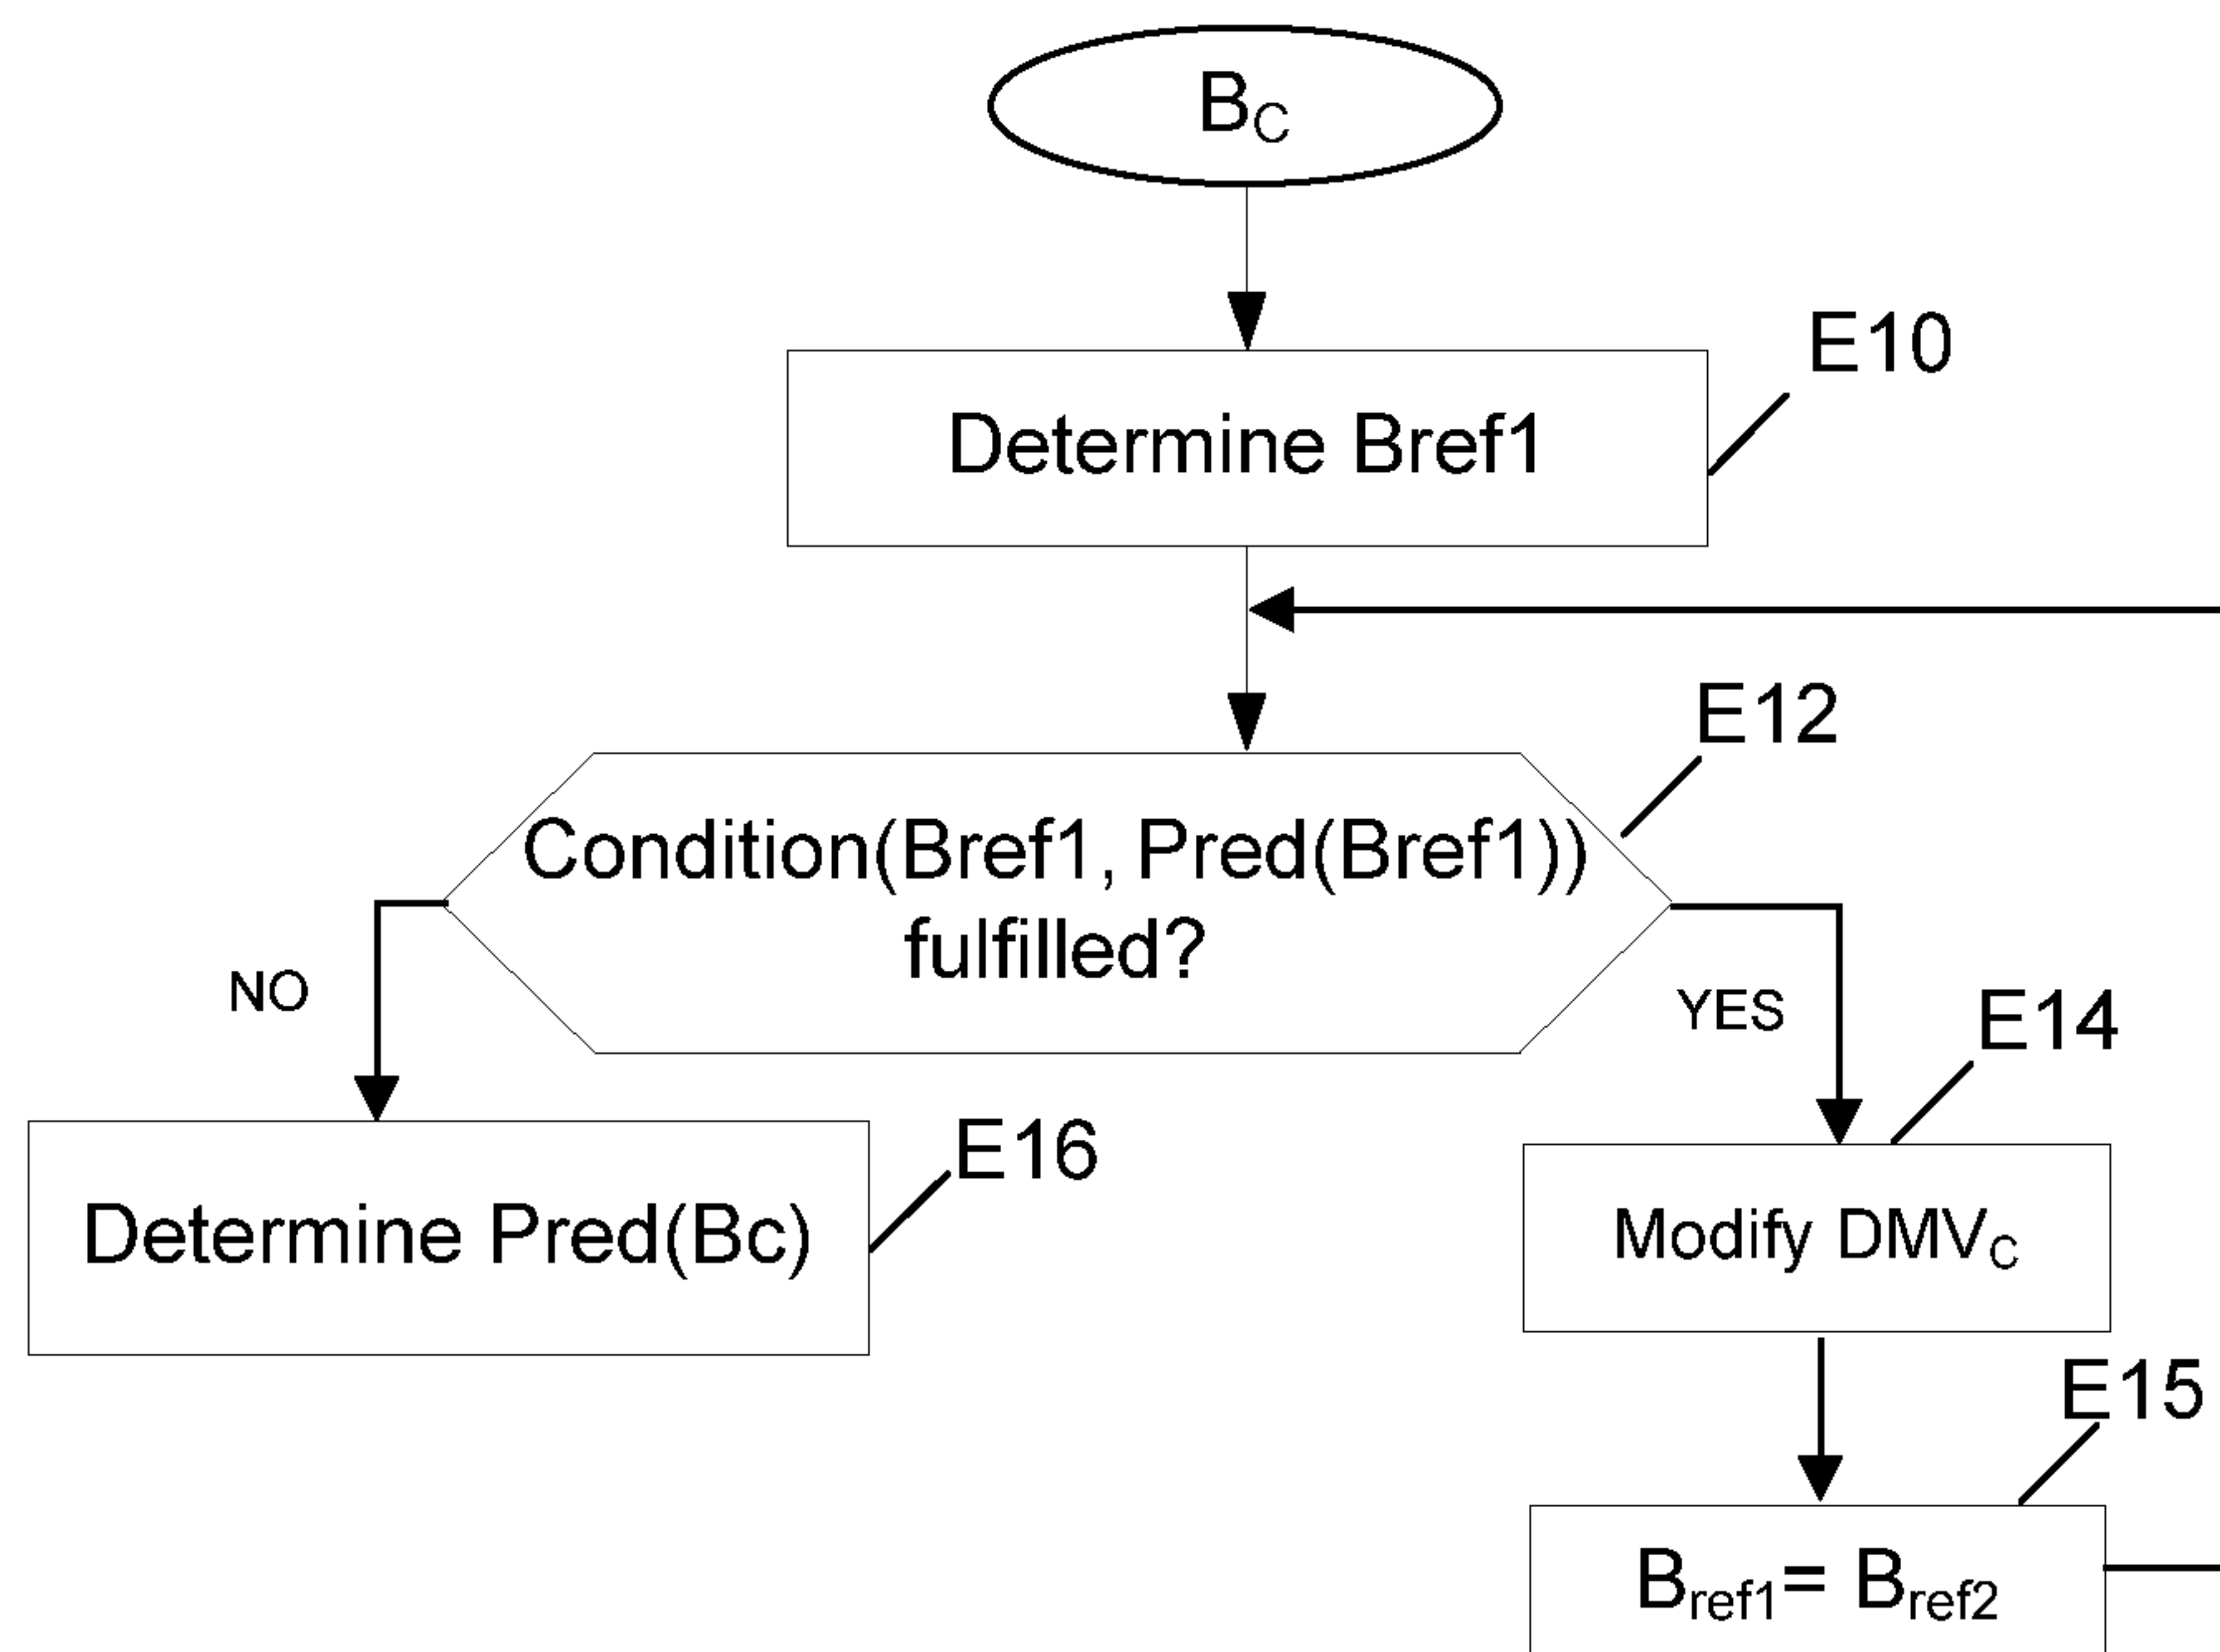 B_C
E10
Determine Bref1
E12
Condition(Bref1, Pred(Bref1))
fulfilled?
NO
YES
E14
E16
Determine Pred(Bc)
Modify DMV_C
E15
B_ref1= B_ref2